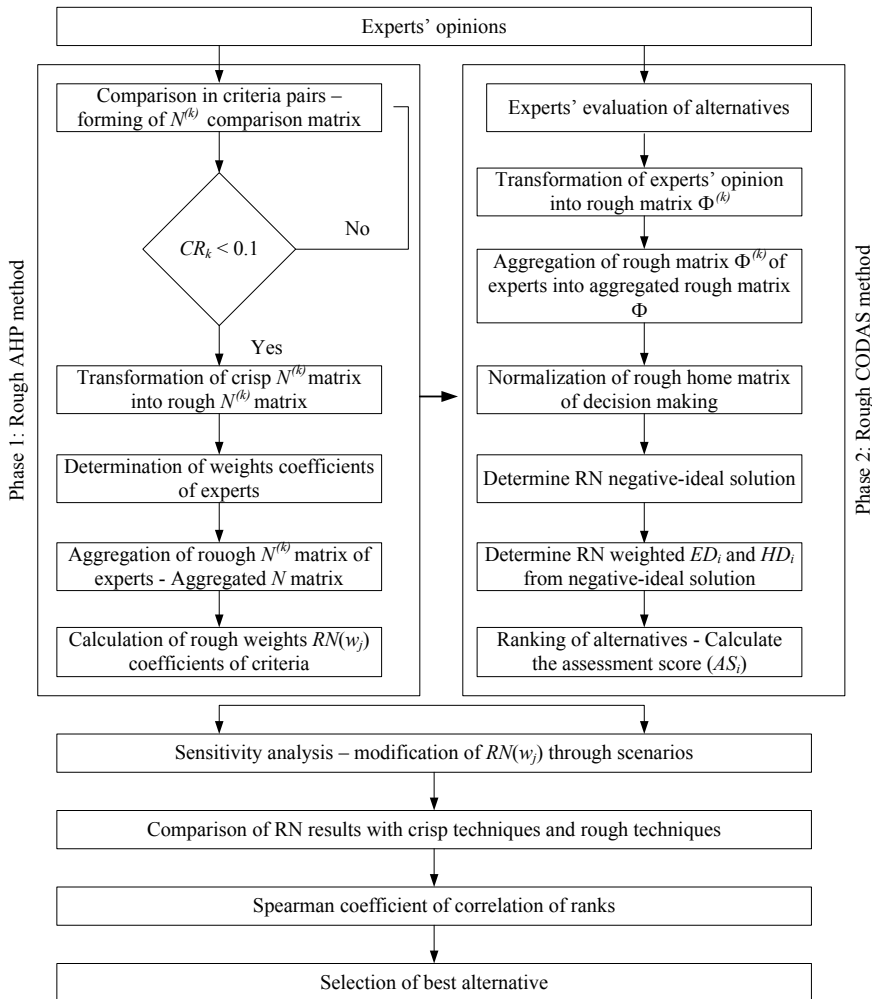 Experts’ opinions
Phase 1: Rough AHP method
Comparison in criteria pairs –
forming of N^(k) comparison matrix
CR_k < 0.1
No
Yes
Transformation of crisp N^(k) matrix
into rough N^(k) matrix
Determination of weights coefficients
of experts
Aggregation of rouogh N^(k) matrix of
experts - Aggregated N matrix
Calculation of rough weights RN(w_j)
coefficients of criteria
Phase 2: Rough CODAS method
Experts’ evaluation of alternatives
Transformation of experts’ opinion
into rough matrix Φ^(k)
Aggregation of rough matrix Φ^(k) of
experts into aggregated rough matrix
Φ
Normalization of rough home matrix
of decision making
Determine RN negative-ideal solution
Determine RN weighted ED_i and HD_i
from negative-ideal solution
Ranking of alternatives - Calculate
the assessment score (AS_i)
Sensitivity analysis – modification of RN(w_j) through scenarios
Comparison of RN results with crisp techniques and rough techniques
Spearman coefficient of correlation of ranks
Selection of best alternative